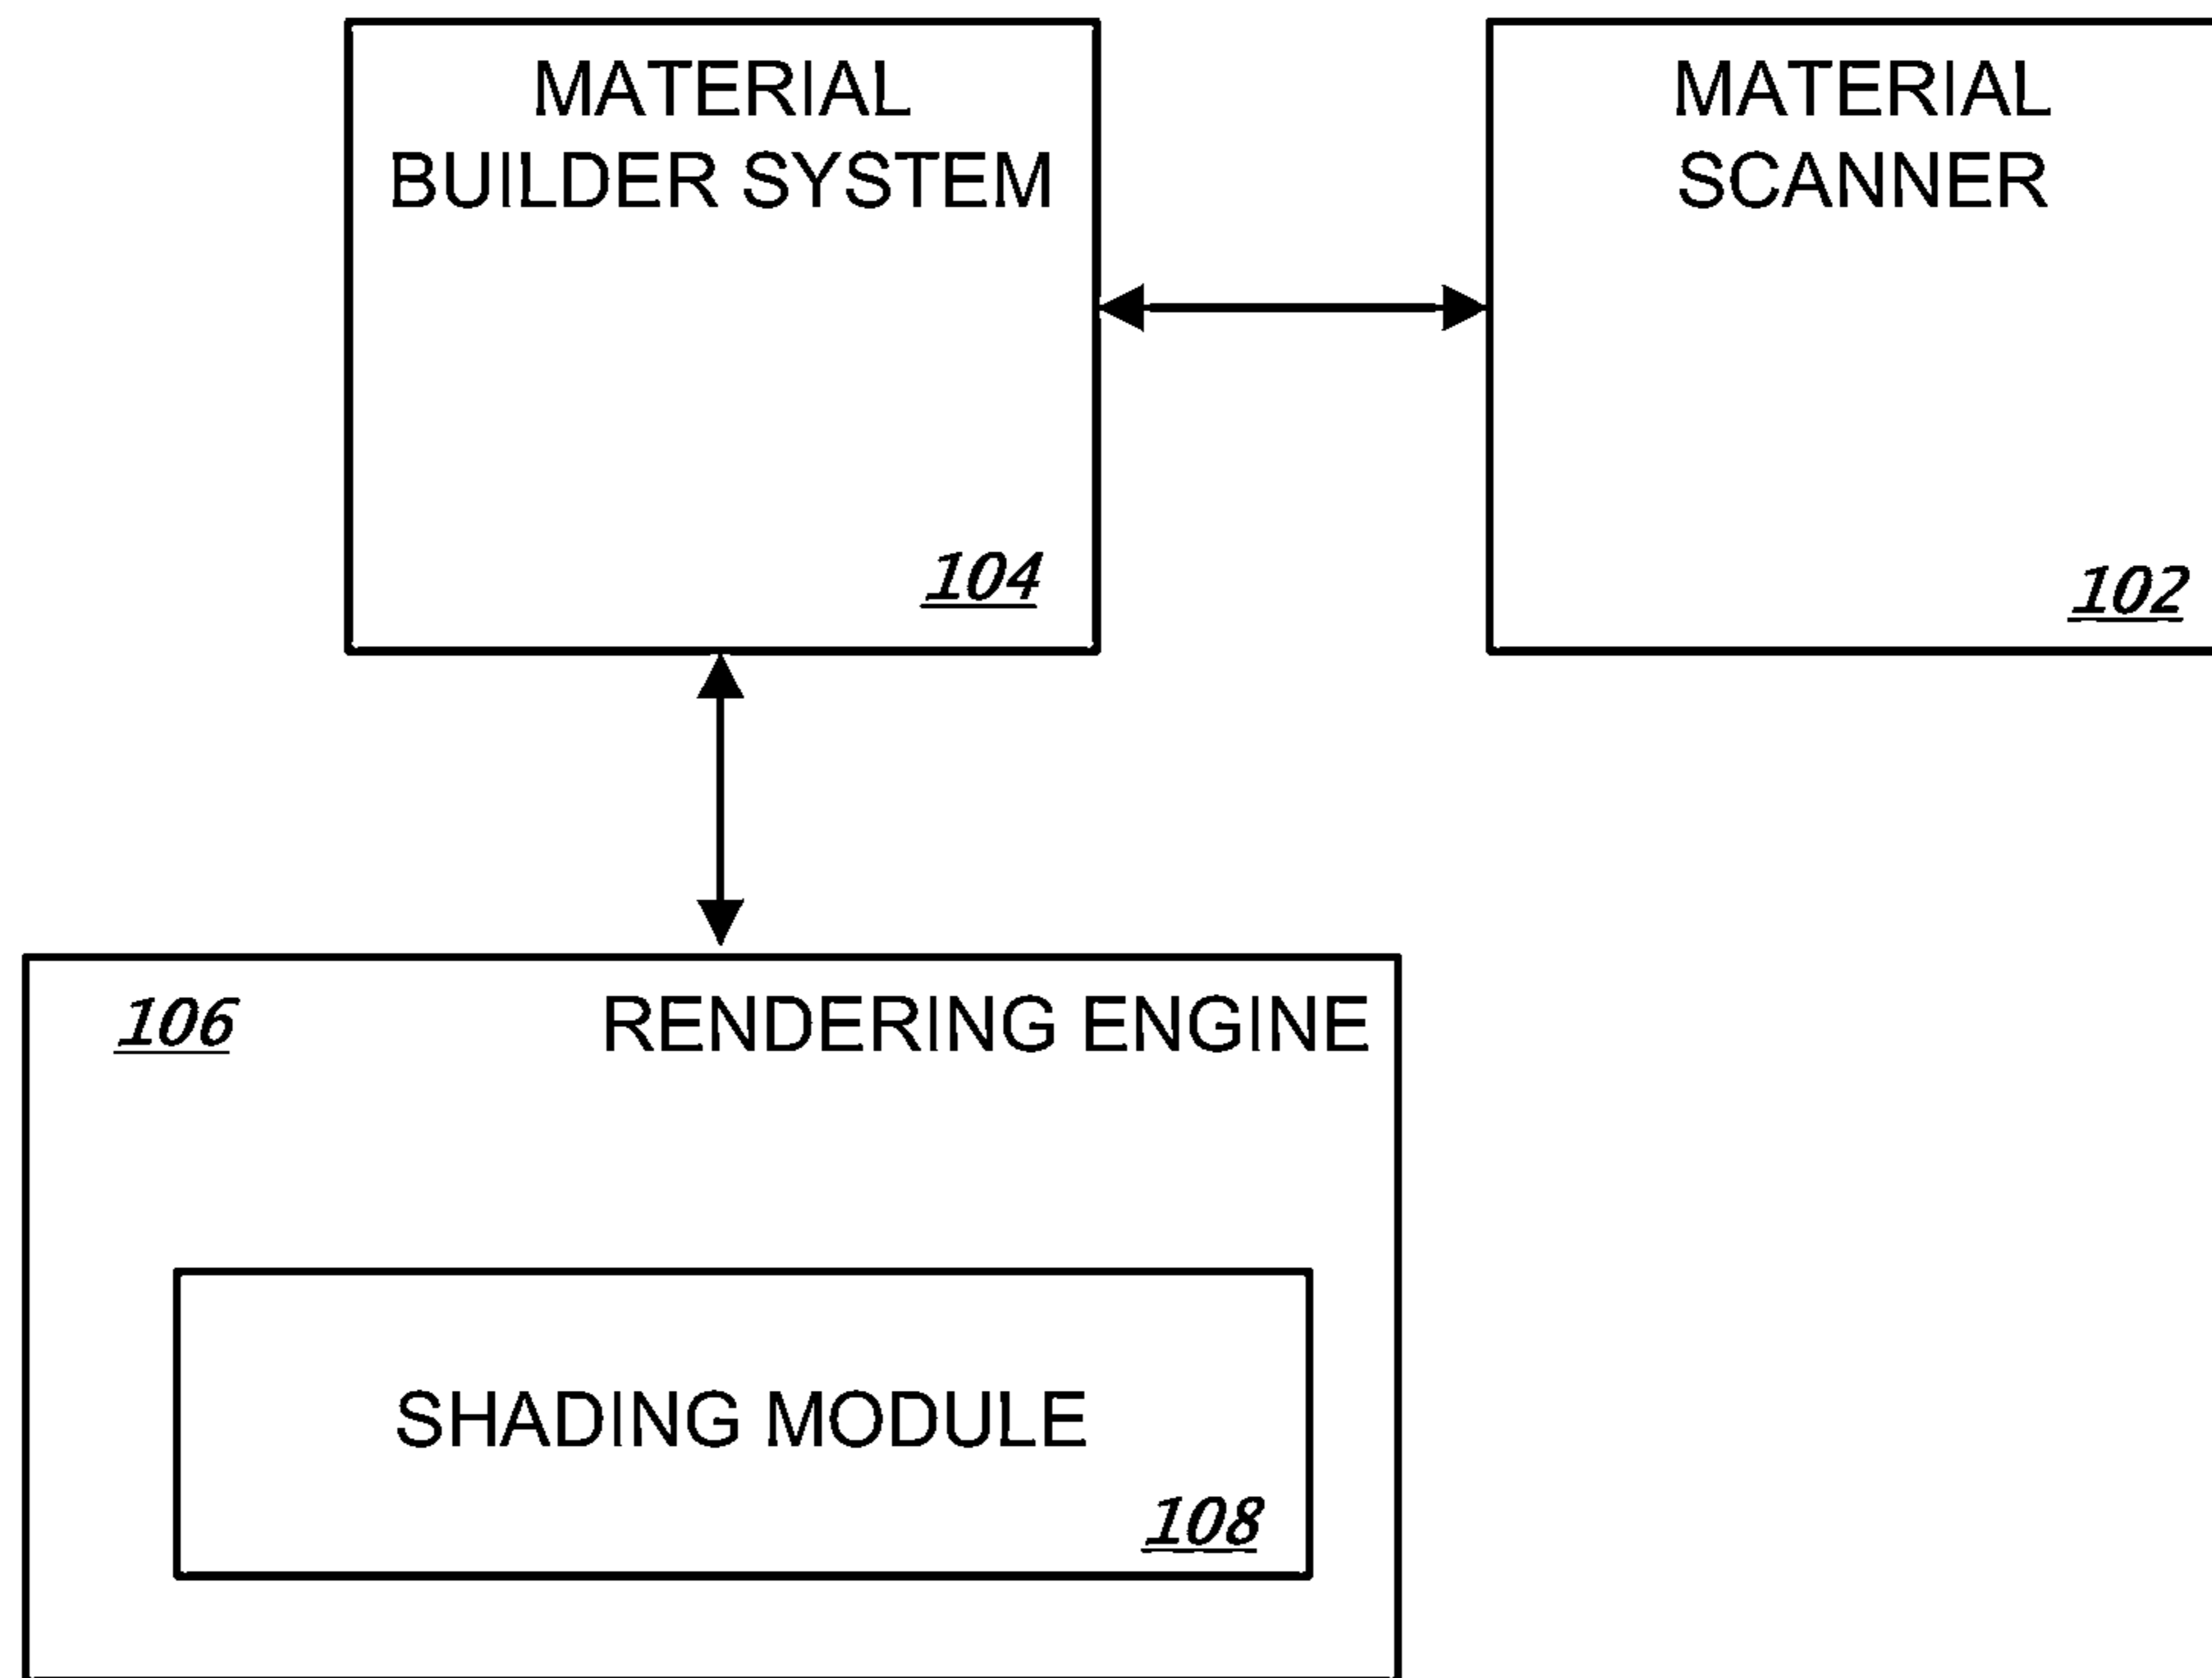 MATERIAL
BUILDER SYSTEM
104
MATERIAL
SCANNER
102
106
RENDERING ENGINE
SHADING MODULE
108